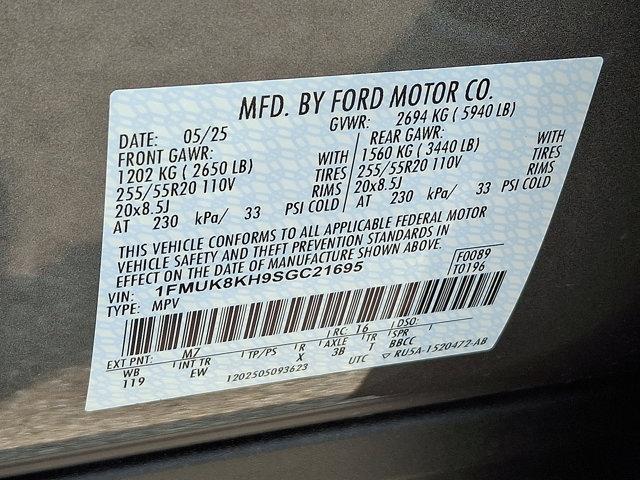 MFD. BY FORD MOTOR CO.
DATE: 05/25
GVWR: 2694 KG ( 5940 LB)
FRONT GAWR:
1202 KG ( 2650 LB) WITH
255/55R20 110V TIRES
20x8.5J RIMS
AT 230 kPa/ 33 PSI COLD
REAR GAWR:
1560 KG ( 3440 LB) WITH
255/55R20 110V TIRES
20x8.5J RIMS
AT 230 kPa/ 33 PSI COLD
THIS VEHICLE CONFORMS TO ALL APPLICABLE FEDERAL MOTOR
VEHICLE SAFETY AND THEFT PREVENTION STANDARDS IN
EFFECT ON THE DATE OF MANUFACTURE SHOWN ABOVE.
VIN: 1FMUK8KH9SGC21695
TYPE: MPV
F0089
T0196
EXT PNT: M7 RC: 16 DSO:
WB INT TR TP/PS R AXLE TR SPR
119 EW X 3B T BBCC
1202505093623 UTC ▽ RU5A-1520472-AB